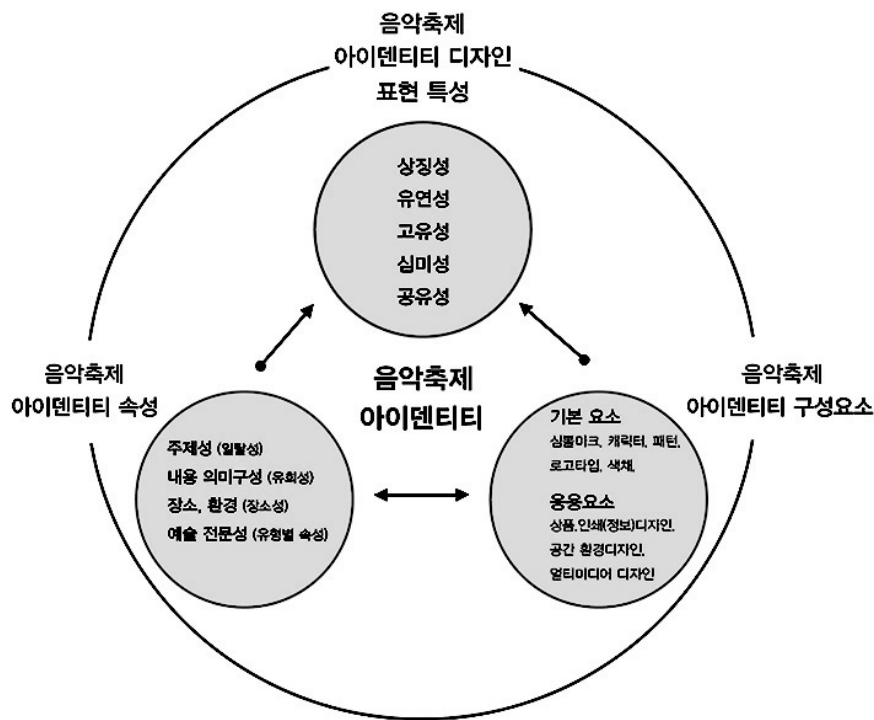 음악축제
아이덴티티 디자인
표현 특성
상징성
유연성
고유성
심미성
공유성
음악축제
아이덴티티 속성
음악축제
아이덴티티
음악축제
아이덴티티 구성요소
주제성 (일탈성)
내용 의미구성 (유희성)
장소, 환경 (장소성)
예술 전문성 (유형별 속성)
기본 요소
심볼마크, 캐릭터, 패턴,
로고타입, 색채,
응용요소
상품,인쇄(정보)디자인,
공간 환경디자인,
멀티미디어 디자인